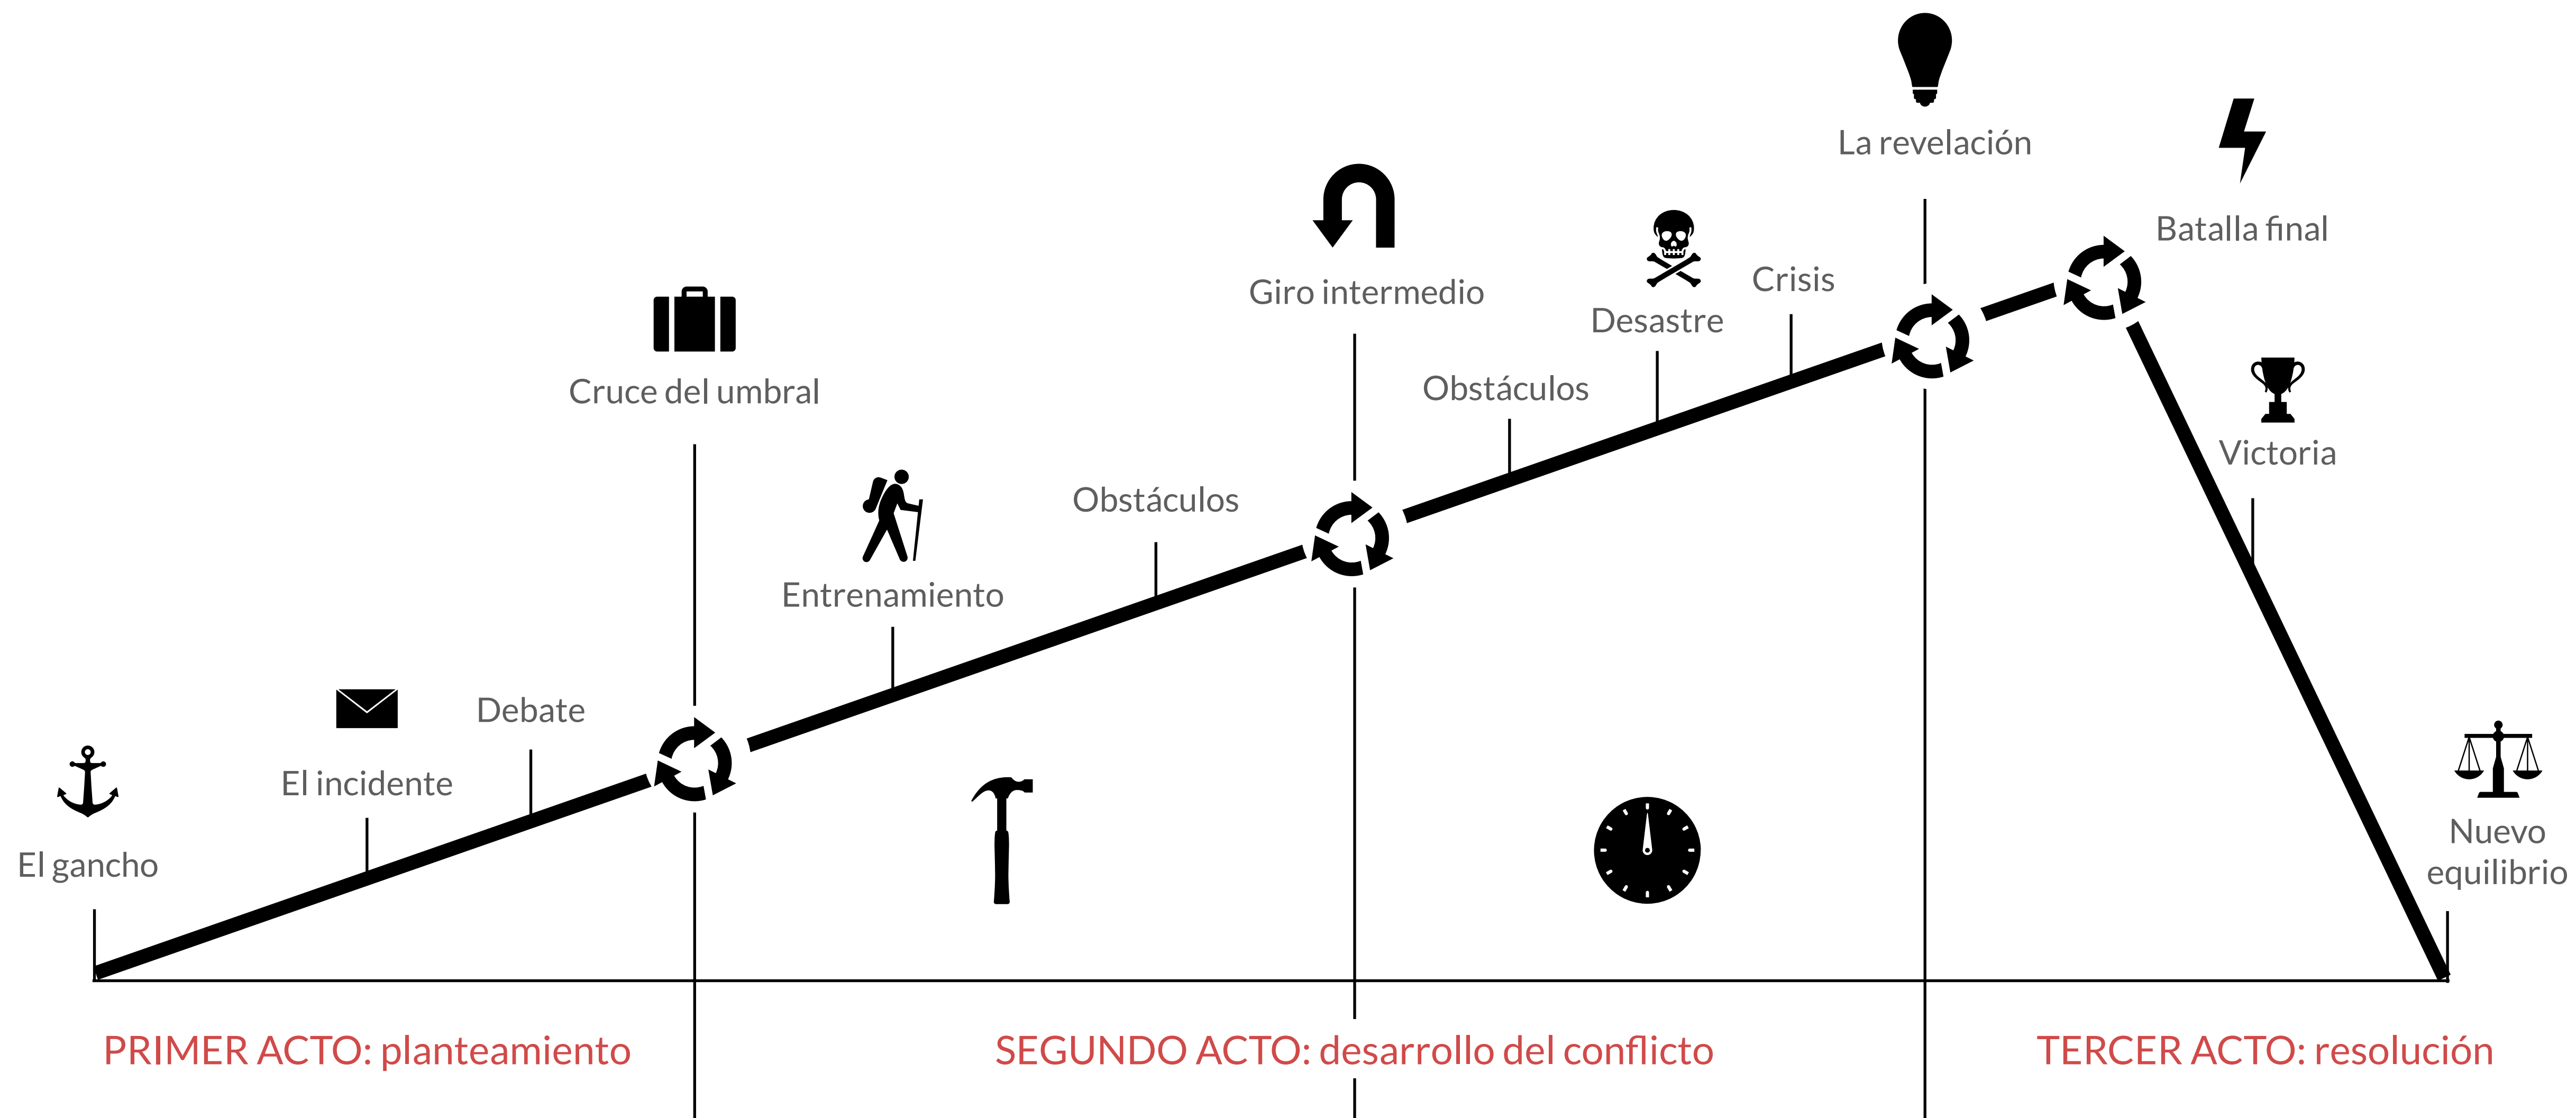 El gancho
El incidente
Debate
Cruce del umbral
Entrenamiento
Obstáculos
Giro intermedio
Obstáculos
Desastre
Crisis
La revelación
Batalla final
Victoria
Nuevo
equilibrio
PRIMER ACTO: planteamiento
SEGUNDO ACTO: desarrollo del conflicto
TERCER ACTO: resolución